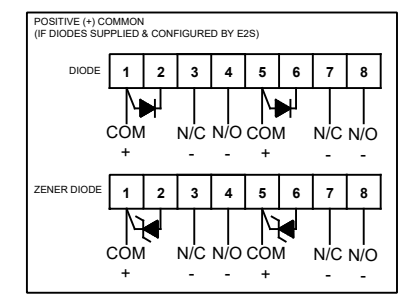 POSITIVE (+) COMMON
(IF DIODES SUPPLIED & CONFIGURED BY E2S)
DIODE 1 2 3 4 5 6 7 8
COM N/C N/O COM N/C N/O
+ - - + - -
ZENER DIODE 1 2 3 4 5 6 7 8
COM N/C N/O COM N/C N/O
+ - - + - -